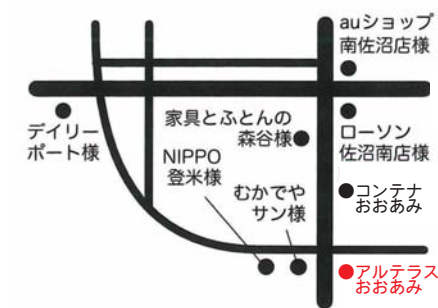 auショップ
南佐沼店様
デイリー
ポート様
家具とふとんの
森谷様
ローソン
佐沼南店様
NIPPO
登米様
むかでや
サン様
コンテナ
おおあみ
アルテラス
おおあみ